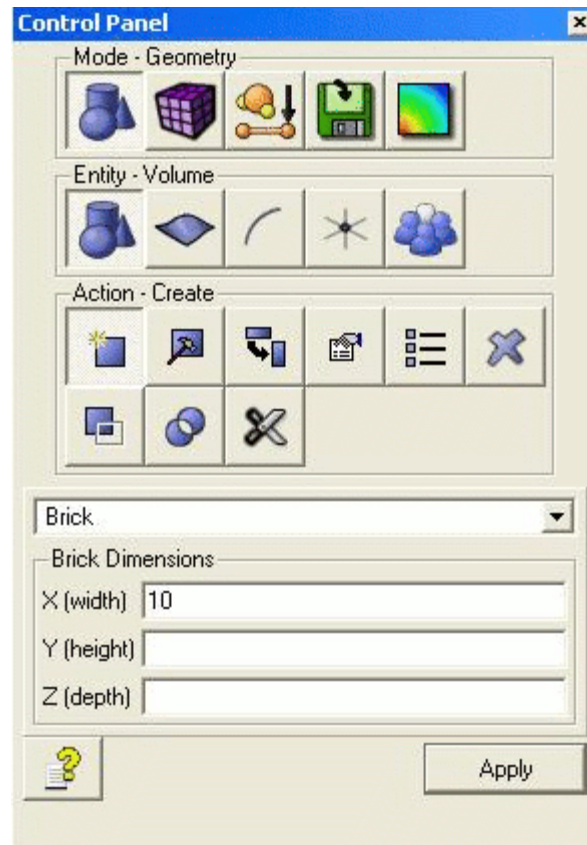 Control Panel
Mode - Geometry
Entity - Volume
Action - Create
Brick
Brick Dimensions
X (width) 10
Y (height)
Z (depth)
Apply